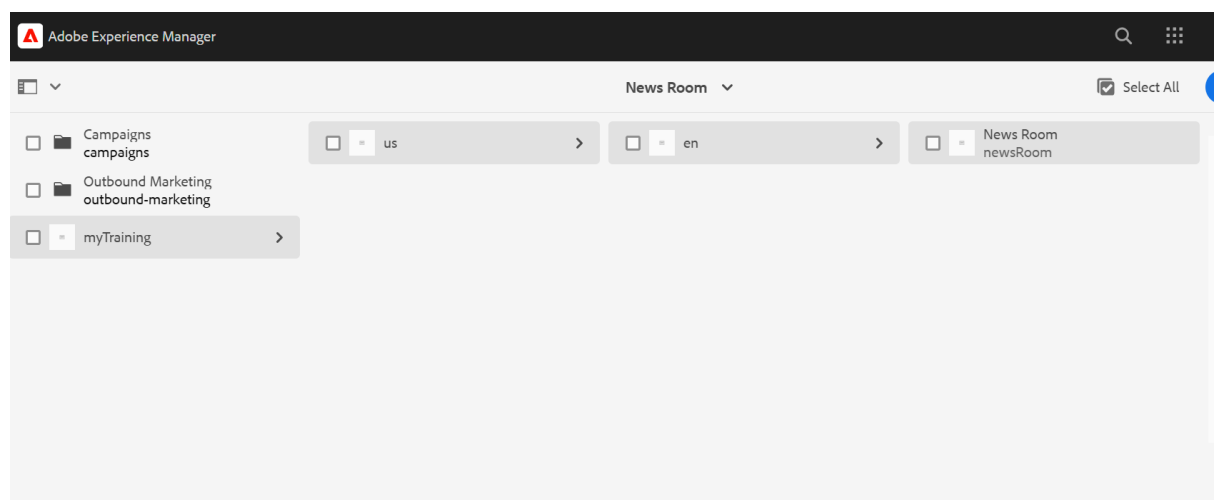 Adobe Experience Manager
News Room
Select All
Campaigns
campaigns
Outbound Marketing
outbound-marketing
myTraining
us
en
News Room
newsRoom